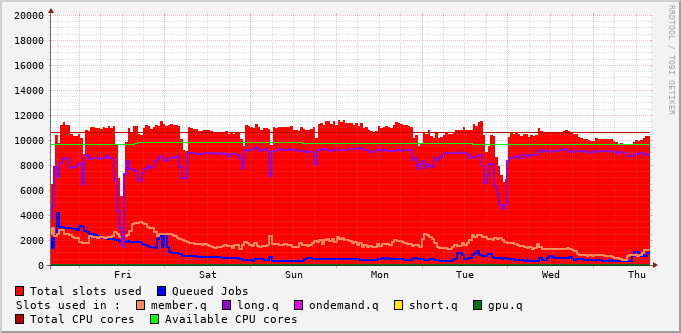 RRDTOOL / TOBI OETIKER
20000
18000
16000
14000
12000
10000
8000
6000
4000
2000
0
Fri Sat Sun Mon Tue Wed Thu
Total slots used Queued Jobs
Slots used in : member.q long.q ondemand.q short.q gpu.q
Total CPU cores Available CPU cores